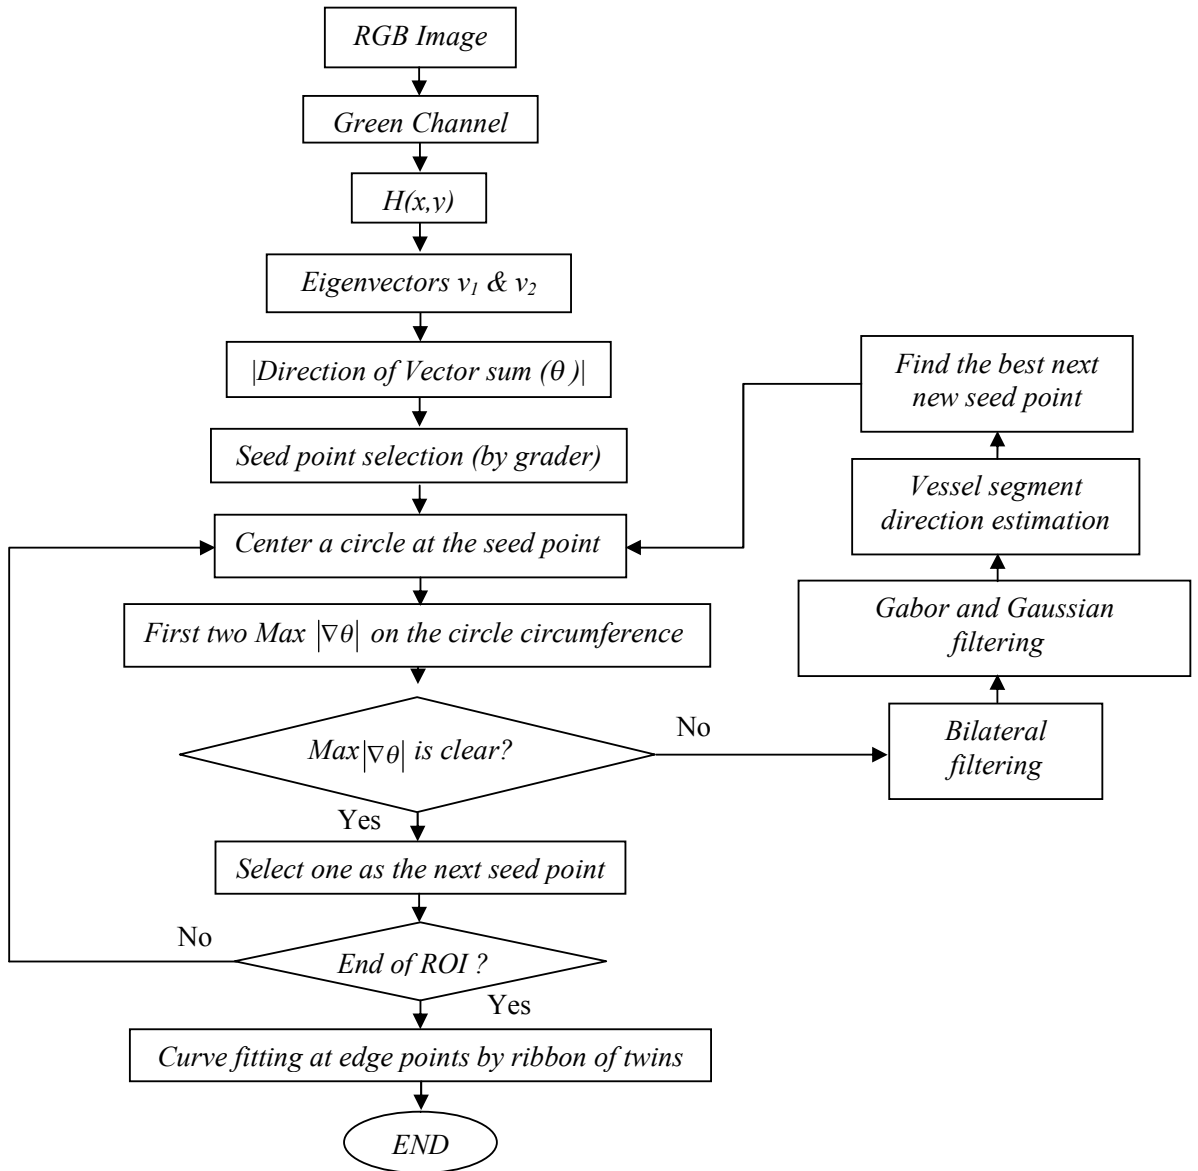 RGB Image
Green Channel
H(x,y)
Eigenvectors v1 & v2
|Direction of Vector sum (θ)|
Seed point selection (by grader)
Center a circle at the seed point
First two Max |∇θ| on the circle circumference
Max|∇θ| is clear?
No
Bilateral
filtering
Gabor and Gaussian
filtering
Vessel segment
direction estimation
Find the best next
new seed point
Yes
Select one as the next seed point
No
End of ROI ?
Yes
Curve fitting at edge points by ribbon of twins
END